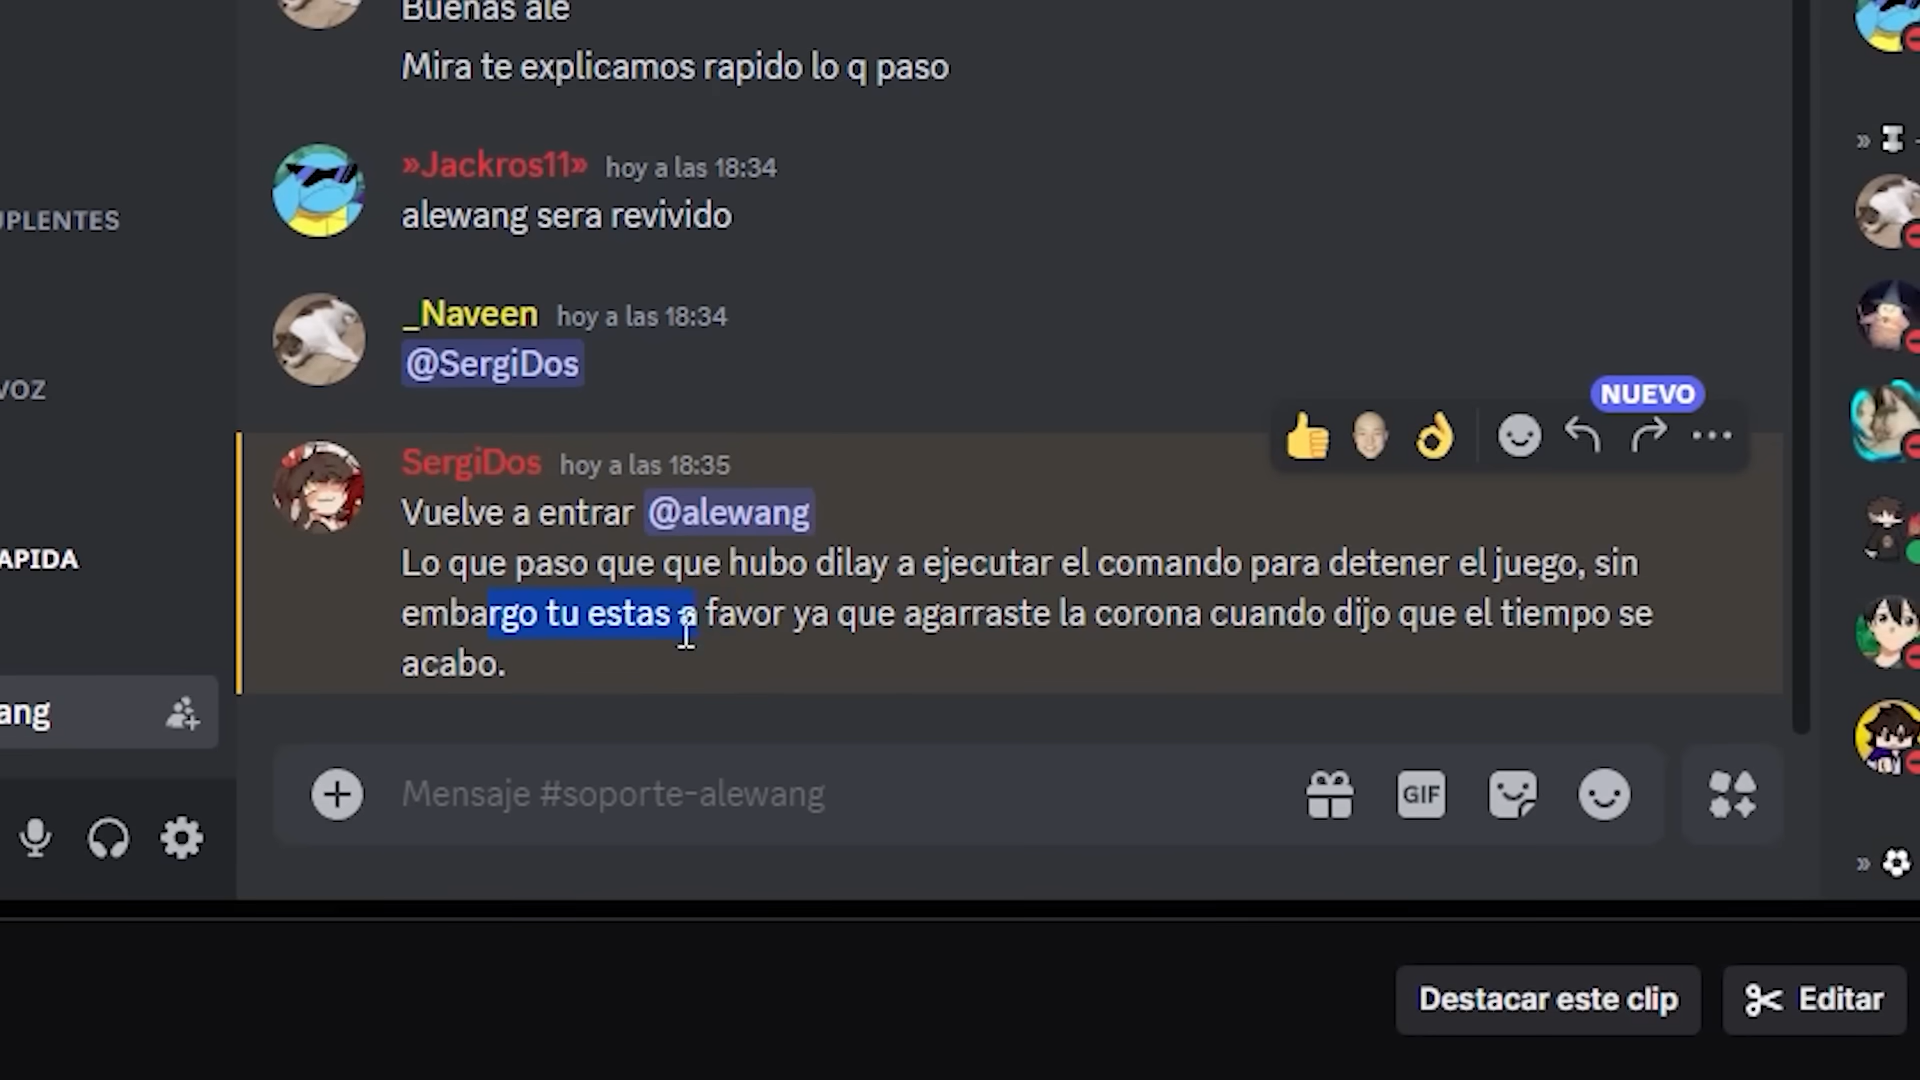 Buenas ale
Mira te explicamos rapido lo q paso
»Jackros11» hoy a las 18:34
UPLENTES
alewang sera revivido
_Naveen hoy a las 18:34
@SergiDos
VOZ
NUEVO
SergiDos hoy a las 18:35
Vuelve a entrar @alewang
APIDA
Lo que paso que que hubo dilay a ejecutar el comando para detener el juego, sin
embargo tu estas a favor ya que agarraste la corona cuando dijo que el tiempo se
acabo.
ang
Mensaje #soporte-alewang
GIF
Destacar este clip
Editar